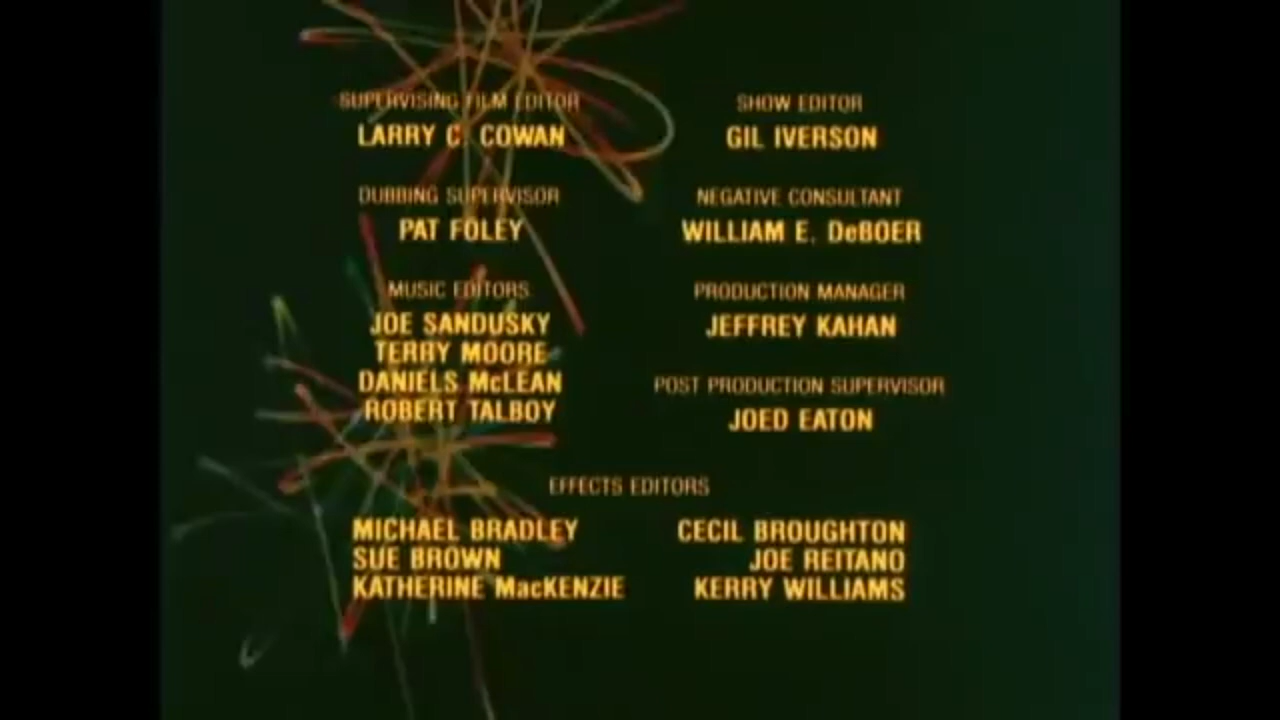 SUPERVISING FILM EDITOR
LARRY C. COWAN
DUBBING SUPERVISOR
PAT FOLEY
MUSIC EDITORS
JOE SANDUSKY
TERRY MOORE
DANIELS McLEAN
ROBERT TALBOY
SHOW EDITOR
GIL IVERSON
NEGATIVE CONSULTANT
WILLIAM E. DeBOER
PRODUCTION MANAGER
JEFFREY KAHAN
POST PRODUCTION SUPERVISOR
JOED EATON
EFFECTS EDITORS
MICHAEL BRADLEY
SUE BROWN
KATHERINE MacKENZIE
CECIL BROUGHTON
JOE REITANO
KERRY WILLIAMS